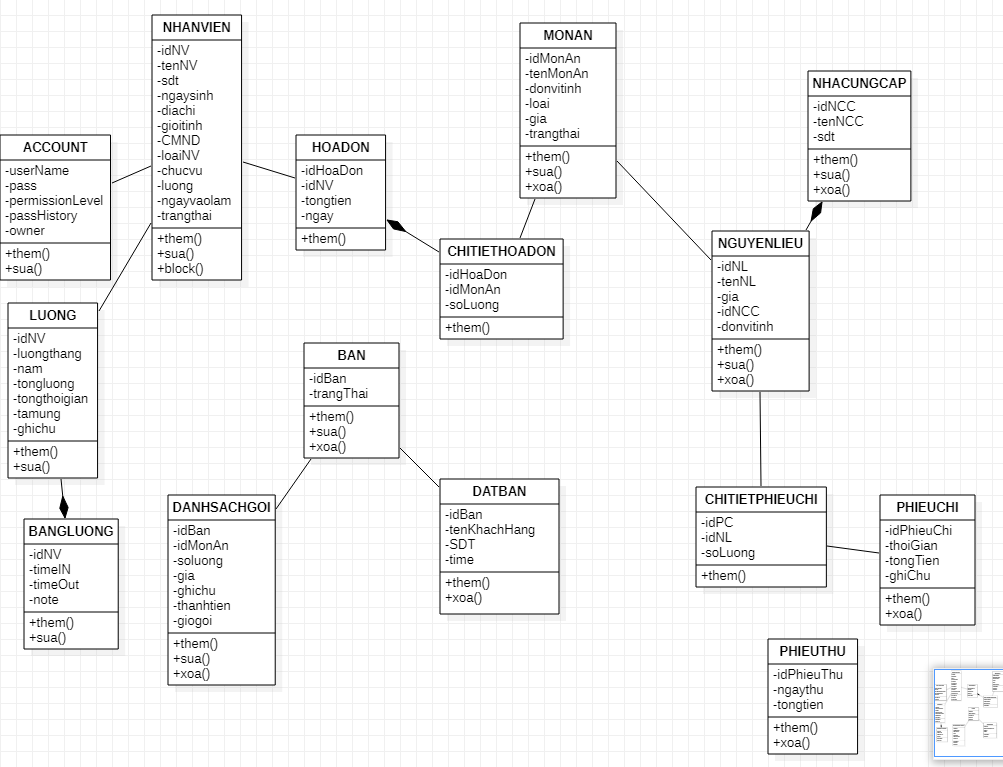 NHANVIEN
-idNV
-tenNV
-sdt
-ngaysinh
-diachi
-gioitinh
-CMND
-loaiNV
-chucvu
-luong
-ngayvaolam
-trangthai
+them()
+sua()
+block()
MONAN
-idMonAn
-tenMonAn
-donvitinh
-loai
-gia
-trangthai
+them()
+sua()
+xoa()
NHACUNGCAP
-idNCC
-tenNCC
-sdt
+them()
+sua()
+xoa()
ACCOUNT
-userName
-pass
-permissionLevel
-passHistory
-owner
+them()
+sua()
HOADON
-idHoaDon
-idNV
-tongtien
-ngay
+them()
CHITIETHOADON
-idHoaDon
-idMonAn
-soLuong
+them()
NGUYENLIEU
-idNL
-tenNL
-gia
-idNCC
-donvitinh
+them()
+sua()
+xoa()
LUONG
-idNV
-luongthang
-nam
-tongluong
-tongthoigian
-tamung
-ghichu
+them()
+sua()
BAN
-idBan
-trangThai
+them()
+sua()
+xoa()
BANGLUONG
-idNV
-timeIN
-timeOut
-note
+them()
+sua()
DANHSACHGOI
-idBan
-idMonAn
-soluong
-gia
-ghichu
-thanhtien
-giogoi
+them()
+sua()
+xoa()
DATBAN
-idBan
-tenKhachHang
-SDT
-time
+them()
+xoa()
CHITIETPHIEUCHI
-idPC
-idNL
-soLuong
+them()
PHIEUCHI
-idPhieuChi
-thoiGian
-tongTien
-ghiChu
+them()
+xoa()
PHIEUTHU
-idPhieuThu
-ngaythu
-tongtien
+them()
+xoa()